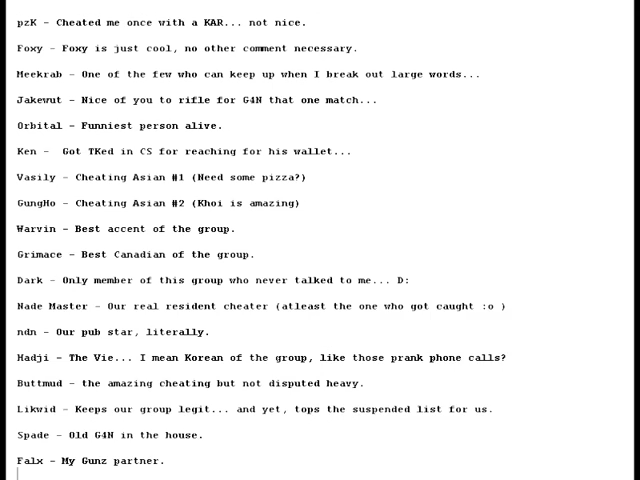 pzK - Cheated me once with a KAR... not nice.
Foxy - Foxy is just cool, no other comment necessary.
Meekrab - One of the few who can keep up when I break out large words...
Jakewut - Nice of you to rifle for G4N that one match...
Orbital - Funniest person alive.
Ken -  Got TKed in CS for reaching for his wallet...
Vasily - Cheating Asian #1 (Need some pizza?)
GungHo - Cheating Asian #2 (Khoi is amazing)
Warvin - Best accent of the group.
Grimace - Best Canadian of the group.
Dark - Only member of this group who never talked to me... D:
Nade Master - Our real resident cheater (atleast the one who got caught :o )
ndn - Our pub star, literally.
Hadji - The Vie... I mean Korean of the group, like those prank phone calls?
Buttmud - the amazing cheating but not disputed heavy.
Likwid - Keeps our group legit... and yet, tops the suspended list for us.
Spade - Old G4N in the house.
Falx - My Gunz partner.